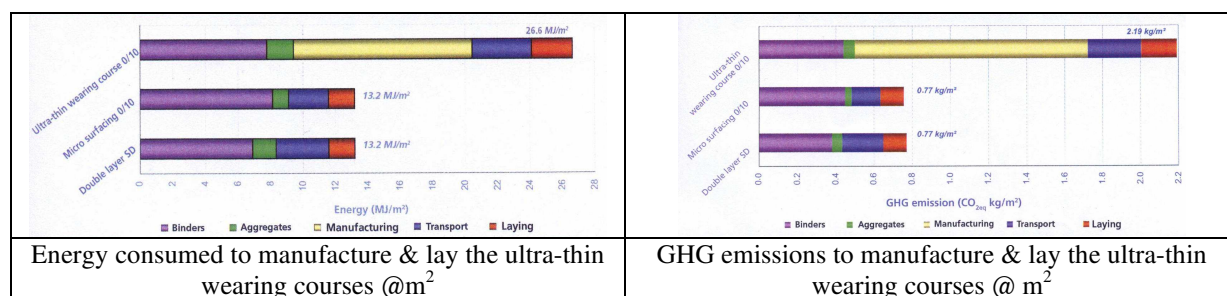 26.6 MJ/m²
Ultra-thin wearing course 0/10
13.2 MJ/m²
Micro surfacing 0/10
13.2 MJ/m²
Double layer SD
0 2 4 6 8 10 12 14 16 18 20 22 24 26 28
Energy (MJ/m²)
Binders Aggregates Manufacturing Transport Laying
2.19 kg/m²
Ultra-thin
wearing course 0/10
0.77 kg/m²
Micro surfacing 0/10
0.77 kg/m²
Double layer SD
0.0 0.2 0.4 0.6 0.8 1.0 1.2 1.4 1.6 1.8 2.0 2.2
GHG emission (CO₂ₑq kg/m²)
Binders Aggregates Manufacturing Transport Laying
Energy consumed to manufacture & lay the ultra-thin
wearing courses @m²
GHG emissions to manufacture & lay the ultra-thin
wearing courses @ m²